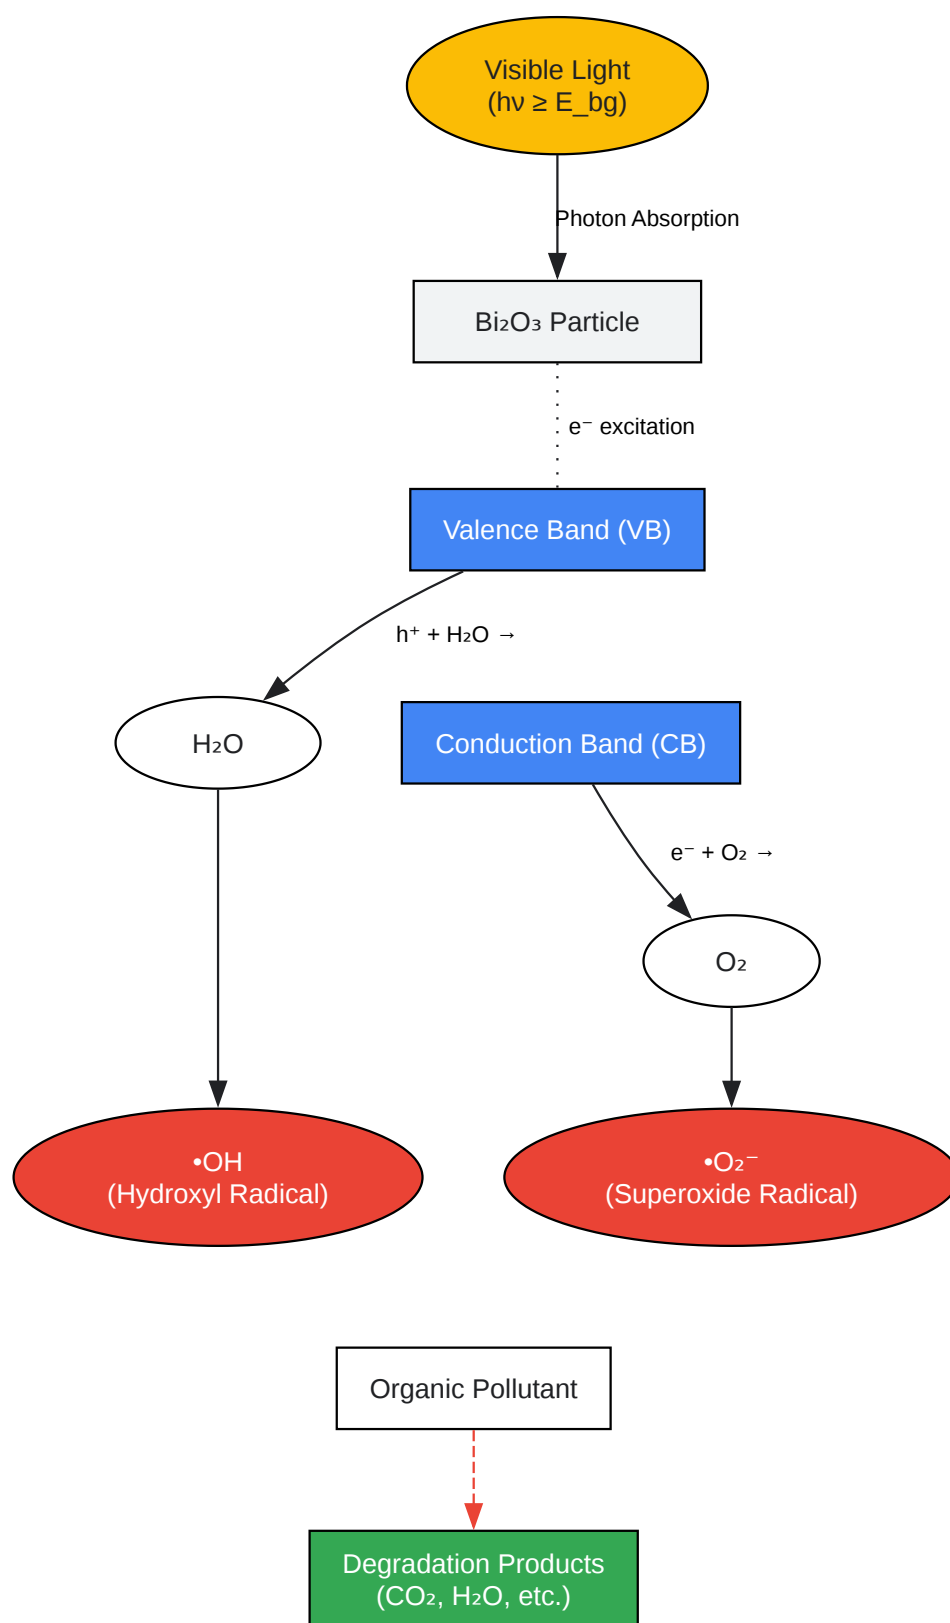 Visible Light
(hν ≥ E_bg)
Photon Absorption
Bi₂O₃ Particle
e⁻ excitation
Valence Band (VB)
h⁺ + H₂O →
H₂O
Conduction Band (CB)
e⁻ + O₂ →
O₂
•OH
(Hydroxyl Radical)
•O₂⁻
(Superoxide Radical)
Organic Pollutant
Degradation Products
(CO₂, H₂O, etc.)